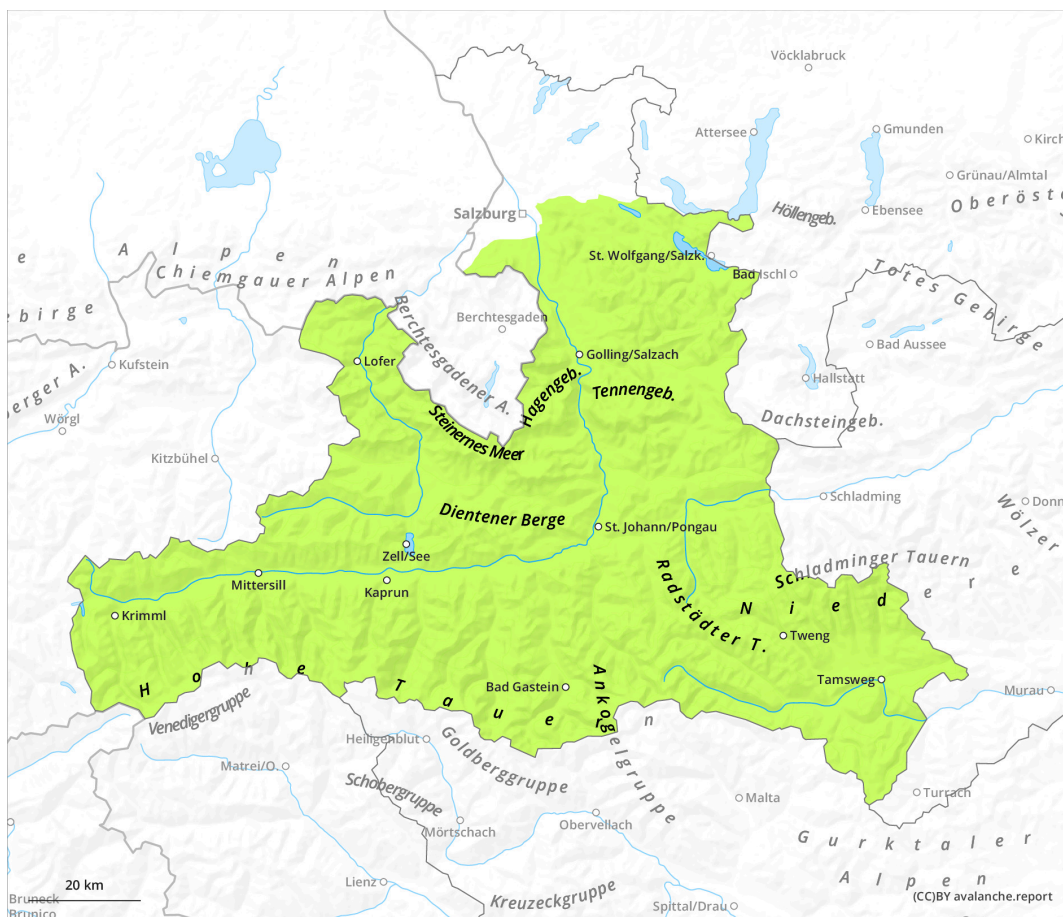 Vöcklabruck
Attersee
Gmunden
Kirch
Grünau/Almtal
Oberöste
Salzburg
Höllengeb.
Ebensee
e
Alpen
Chiemgauer Alpen
St. Wolfgang/Salzk.
Bad Ischl
Totes Gebirge
ebirge
Berchtesgaden
Berchtesgadener A.
Kufstein
Lofer
Golling/Salzach
Bad Aussee
Hallstatt
berger A.
Hagengeb.
Tennengeb.
Wörgl
Steinernes Meer
Dachsteingeb.
Kitzbühel
Schladming
Donn
Wölzer
Dientener Berge
St. Johann/Pongau
Zell/See
Schladminger Tauern
Mittersill
Kaprun
Radstädter T.
Niedere
Krimml
Tweng
Hohe Tauern
Bad Gastein
Ankogelgruppe
Tamsweg
Murau
Venedigergruppe
Heiligenblut
Goldberggruppe
Matrei/O.
Schobergruppe
Malta
Turrach
Mörtschach
Obervellach
Gurktaler
Alpen
Lienz
Kreuzeckgruppe
20 km
Bruneck
Brunico
Spittal/Drau
(CC)BY avalanche.report